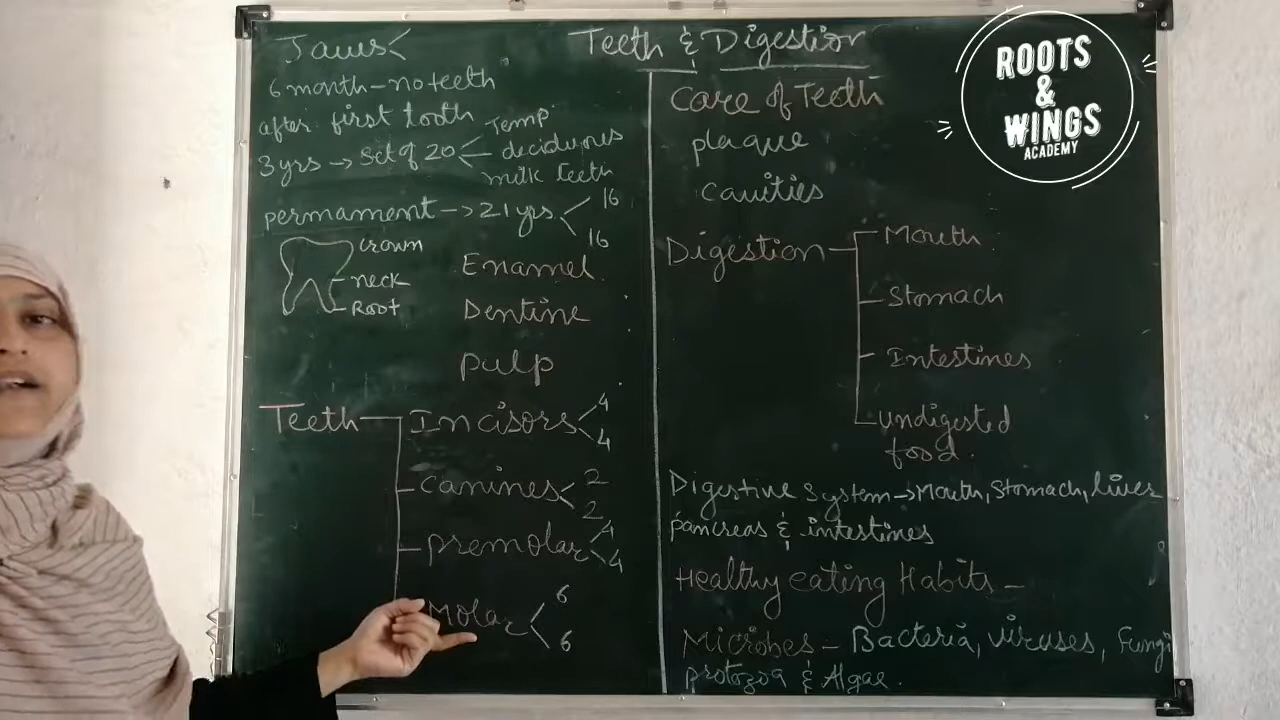 Teeth & Digestion
Jaws
6 month - no teeth
after first tooth
3 yrs → Set of 20
Temp
deciduous
milk teeth
permament → 21 yrs
16
16
crown
neck
Root
Enamel
Dentine
pulp
Teeth
Incisors 4
4
canines 2
2
premolar 4
4
Molar 6
6
Care of Teeth
plaque
cavities
Digestion
Mouth
Stomach
Intestines
Undigested
food.
Digestive System → Mouth, Stomach, liver
pancreas & intestines
Healthy eating Habits -
Microbes - Bacteria, viruses, Fungi
protozoa & Algae.
ROOTS
&
WINGS
ACADEMY